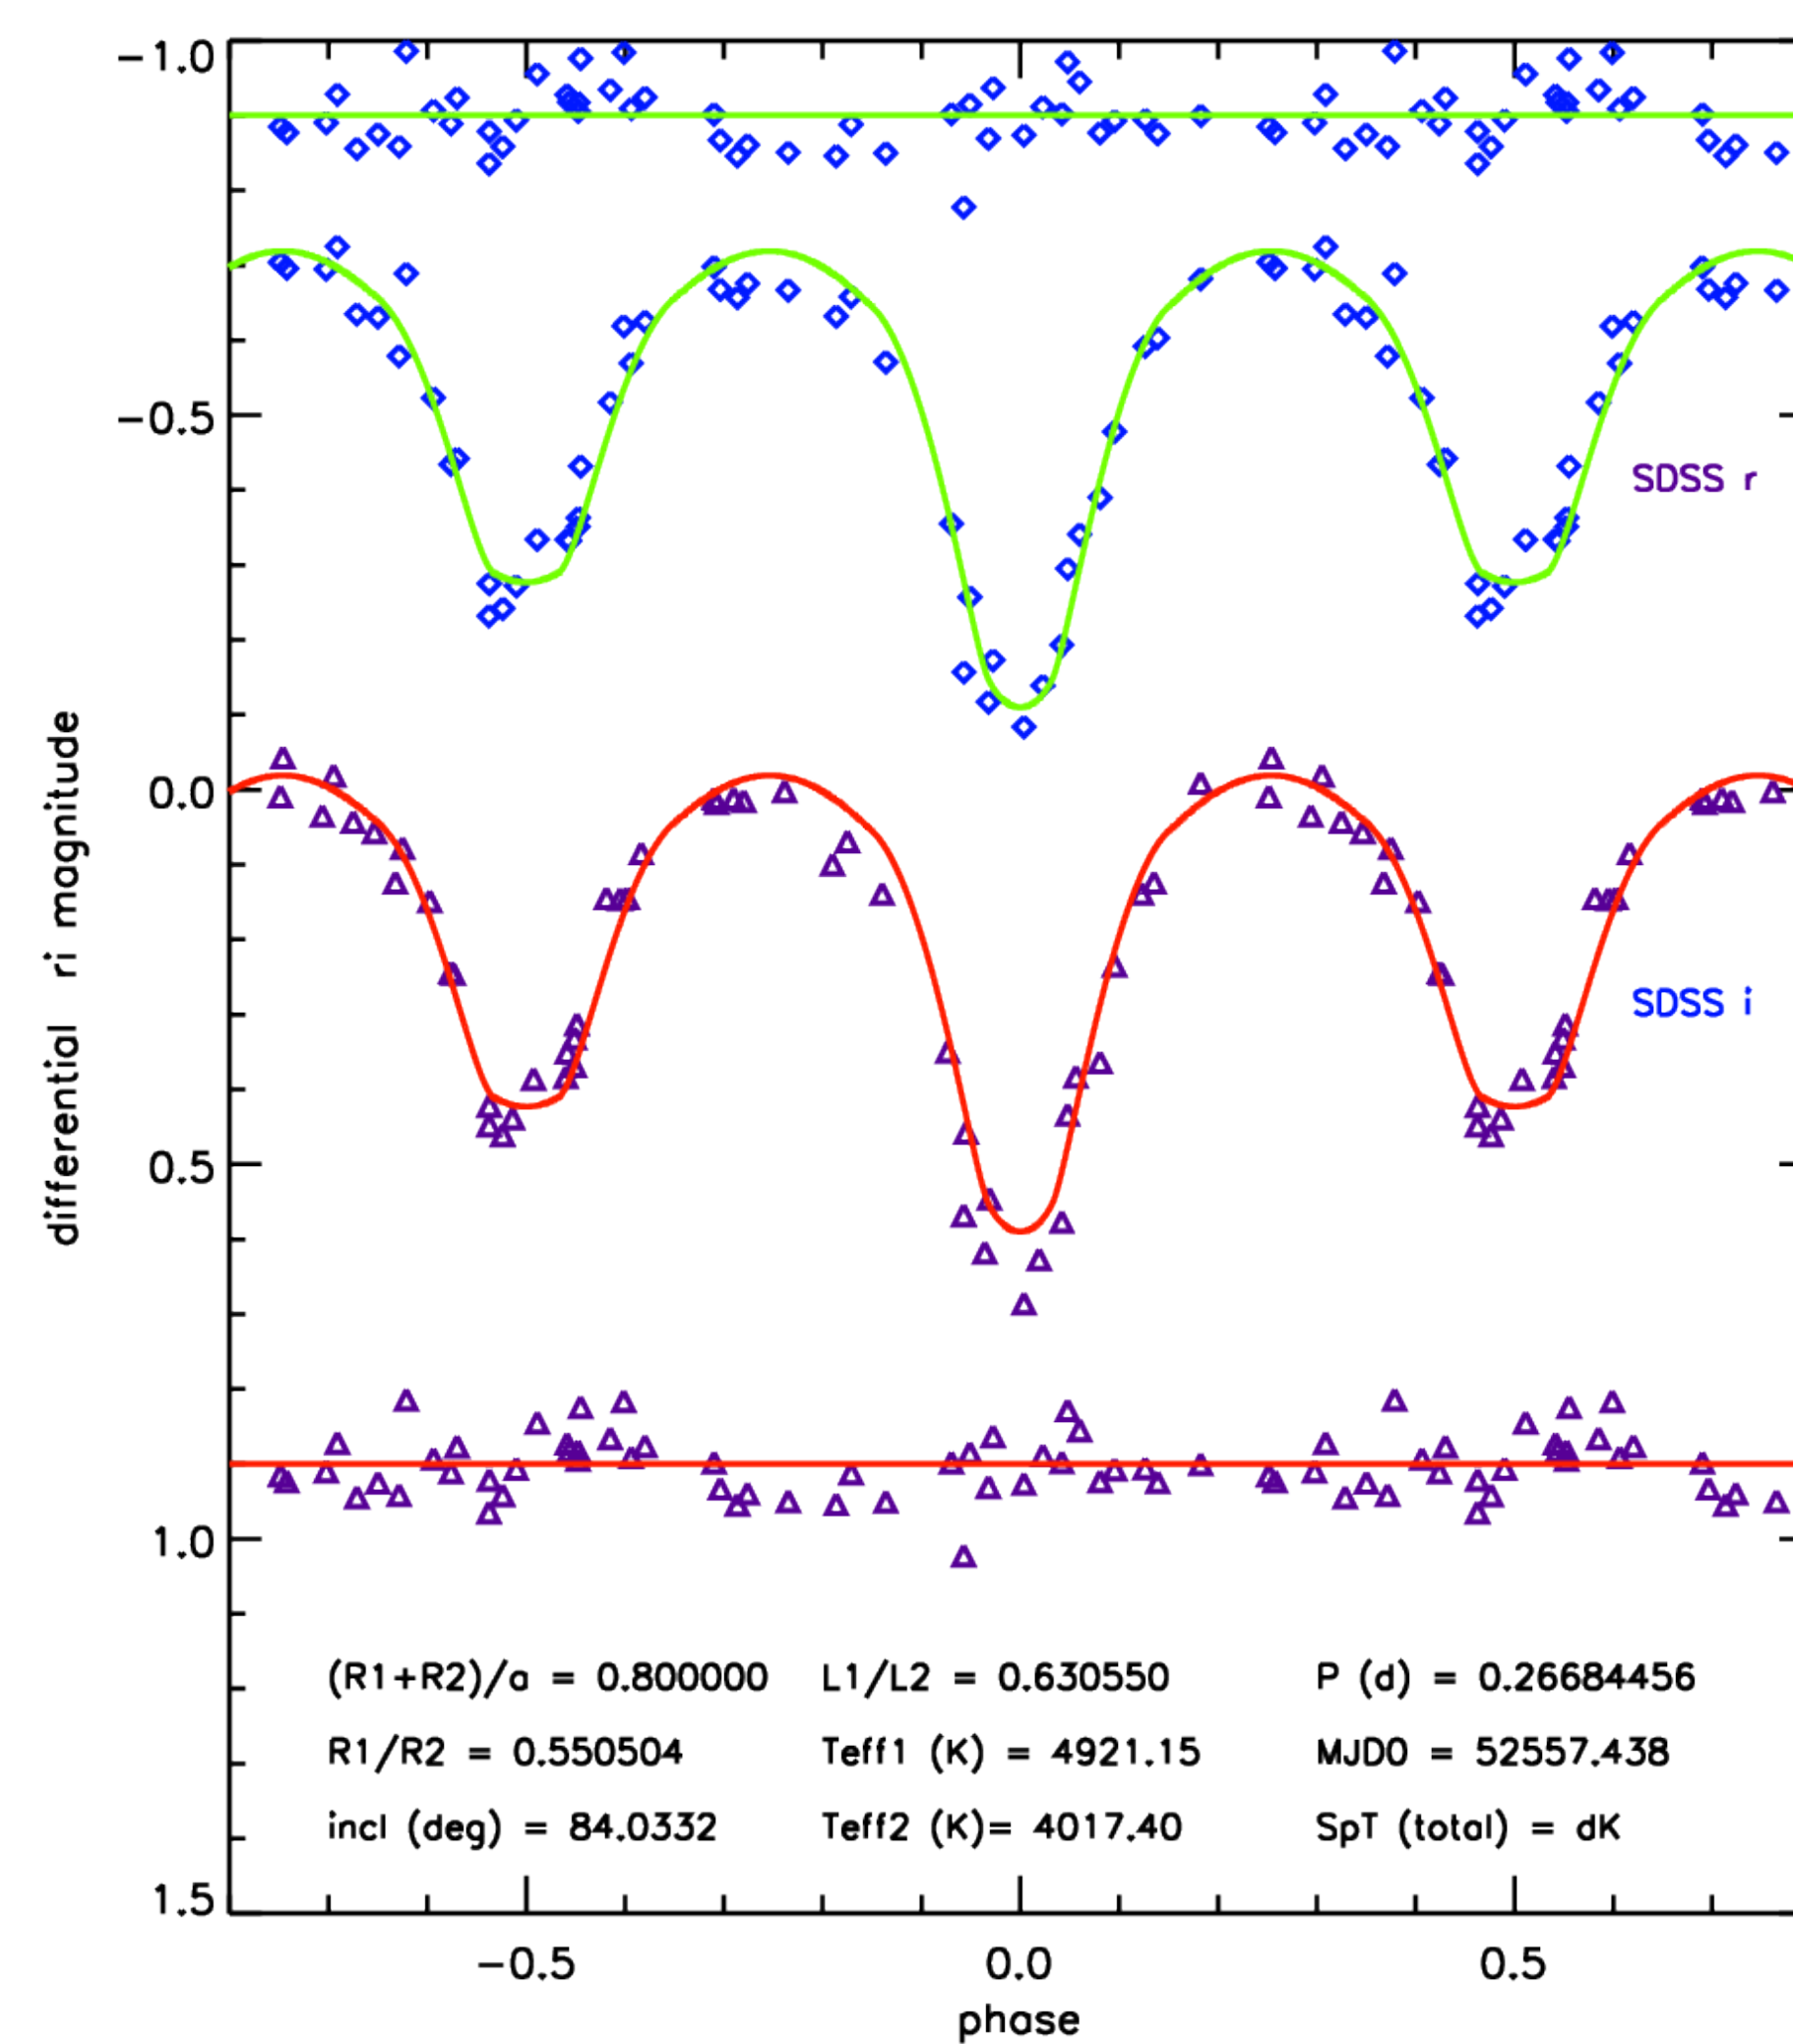 −1.0
−0.5
SDSS r
0.0
differential ri magnitude
SDSS i
0.5
1.0
(R1+R2)/a = 0.800000 L1/L2 = 0.630550 P (d) = 0.26684456
R1/R2 = 0.550504 Teff1 (K) = 4921.15 MJD0 = 52557.438
incl (deg) = 84.0332 Teff2 (K)= 4017.40 SpT (total) = dK
1.5
−0.5 0.0 0.5
phase